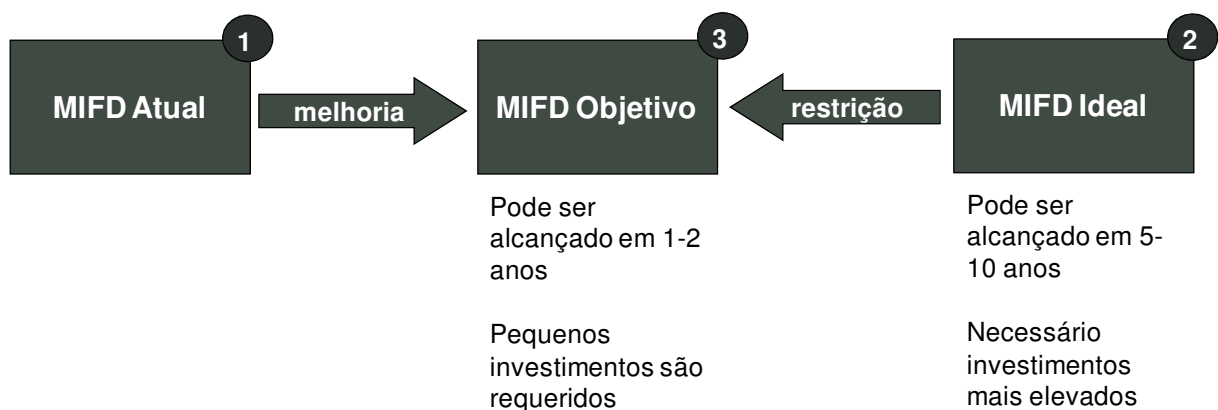 1
MIFD Atual
melhoria
3
MIFD Objetivo
restrição
2
MIFD Ideal
Pode ser
alcançado em 1-2
anos
Pequenos
investimentos são
requeridos
Pode ser
alcançado em 5-
10 anos
Necessário
investimentos
mais elevados